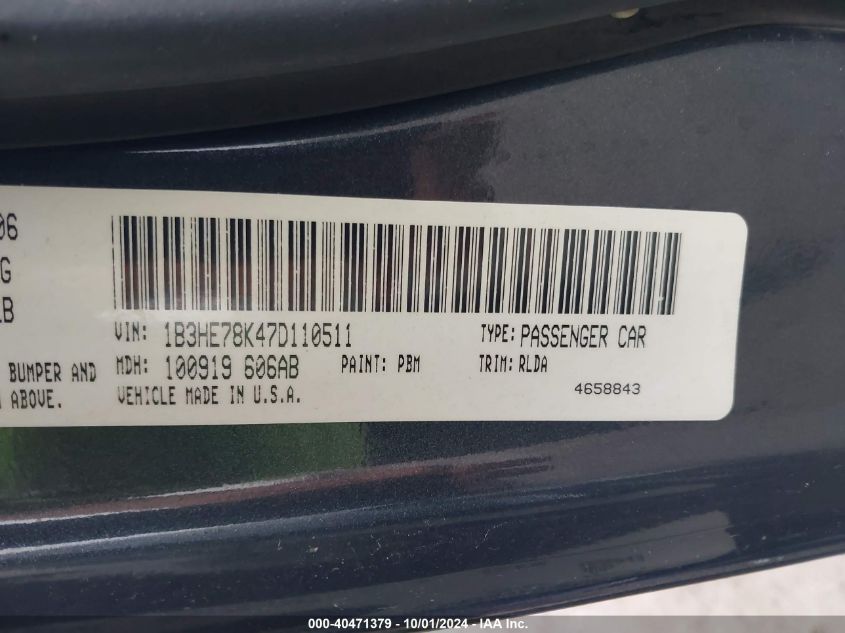 06
G
LB
VIN: 1B3HE78K47D110511 TYPE: PASSENGER CAR
BUMPER AND MDH: 100919 606AB PAINT: PBM TRIM: RLDA
ABOVE. VEHICLE MADE IN U.S.A. 4658843
000-40471379 - 10/01/2024 - IAA Inc.